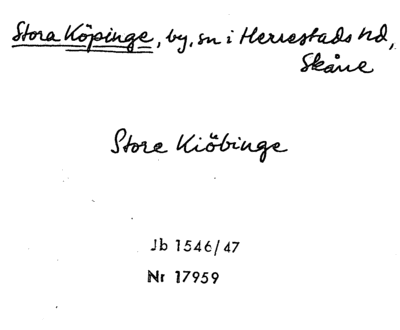 Stora Köpinge, by, sn i Herrestads hd,
Skåne
Store Kiöbinge
Jb 1546/47
Nr 17959